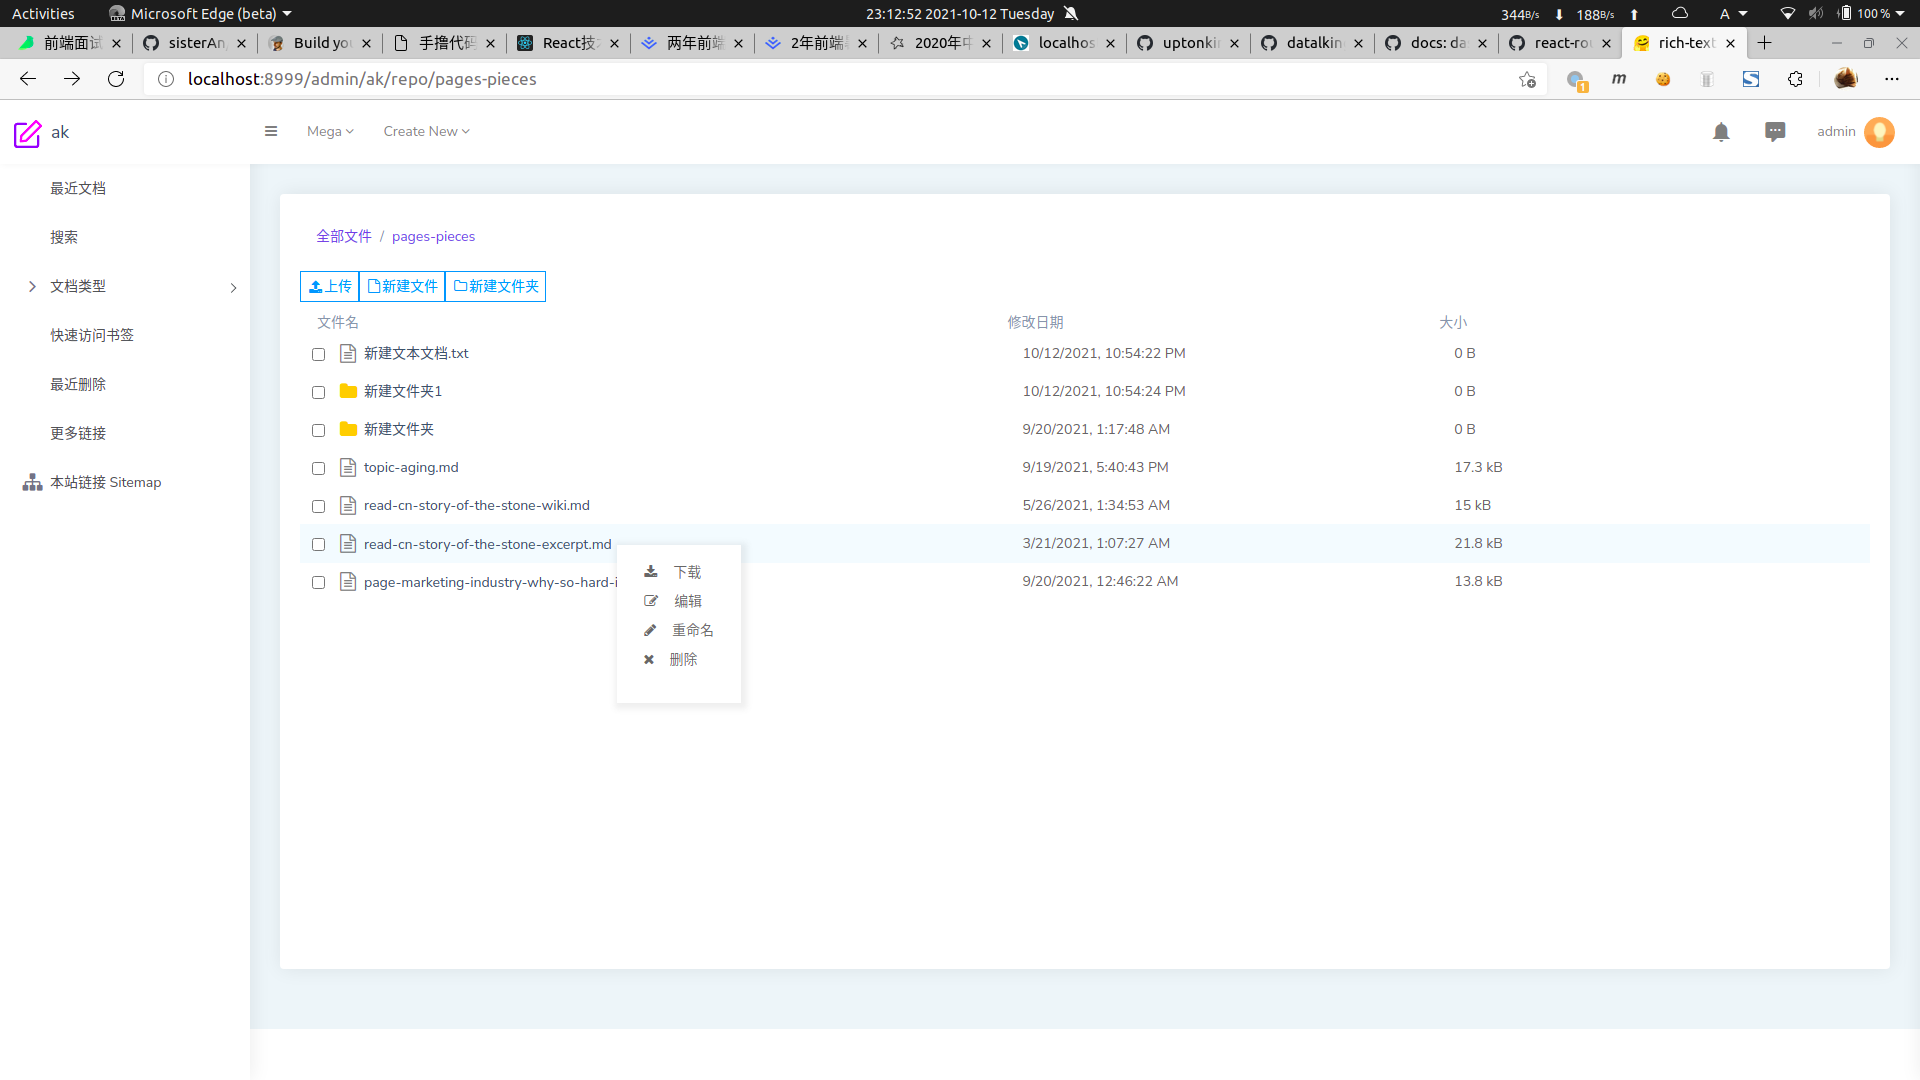 Activities Microsoft Edge (beta) 23:12:52 2021-10-12 Tuesday 344B/s 188B/s A 100 %
前端面试 sisterAn Build yo 手撸代码 React技 两年前端 2年前端 2020年中 localhos uptonki datalkin docs: da react-ro rich-text
localhost:8999/admin/ak/repo/pages-pieces 1 m
ak Mega Create New admin
最近文档
搜索
文档类型
快速访问书签
最近删除
更多链接
本站链接 Sitemap
全部文件 / pages-pieces
上传 新建文件 新建文件夹
文件名 修改日期 大小
新建文本文档.txt 10/12/2021, 10:54:22 PM 0 B
新建文件夹1 10/12/2021, 10:54:24 PM 0 B
新建文件夹 9/20/2021, 1:17:48 AM 0 B
topic-aging.md 9/19/2021, 5:40:43 PM 17.3 kB
read-cn-story-of-the-stone-wiki.md 5/26/2021, 1:34:53 AM 15 kB
read-cn-story-of-the-stone-excerpt.md 3/21/2021, 1:07:27 AM 21.8 kB
page-marketing-industry-why-so-hard-i 9/20/2021, 12:46:22 AM 13.8 kB
下载
编辑
重命名
删除